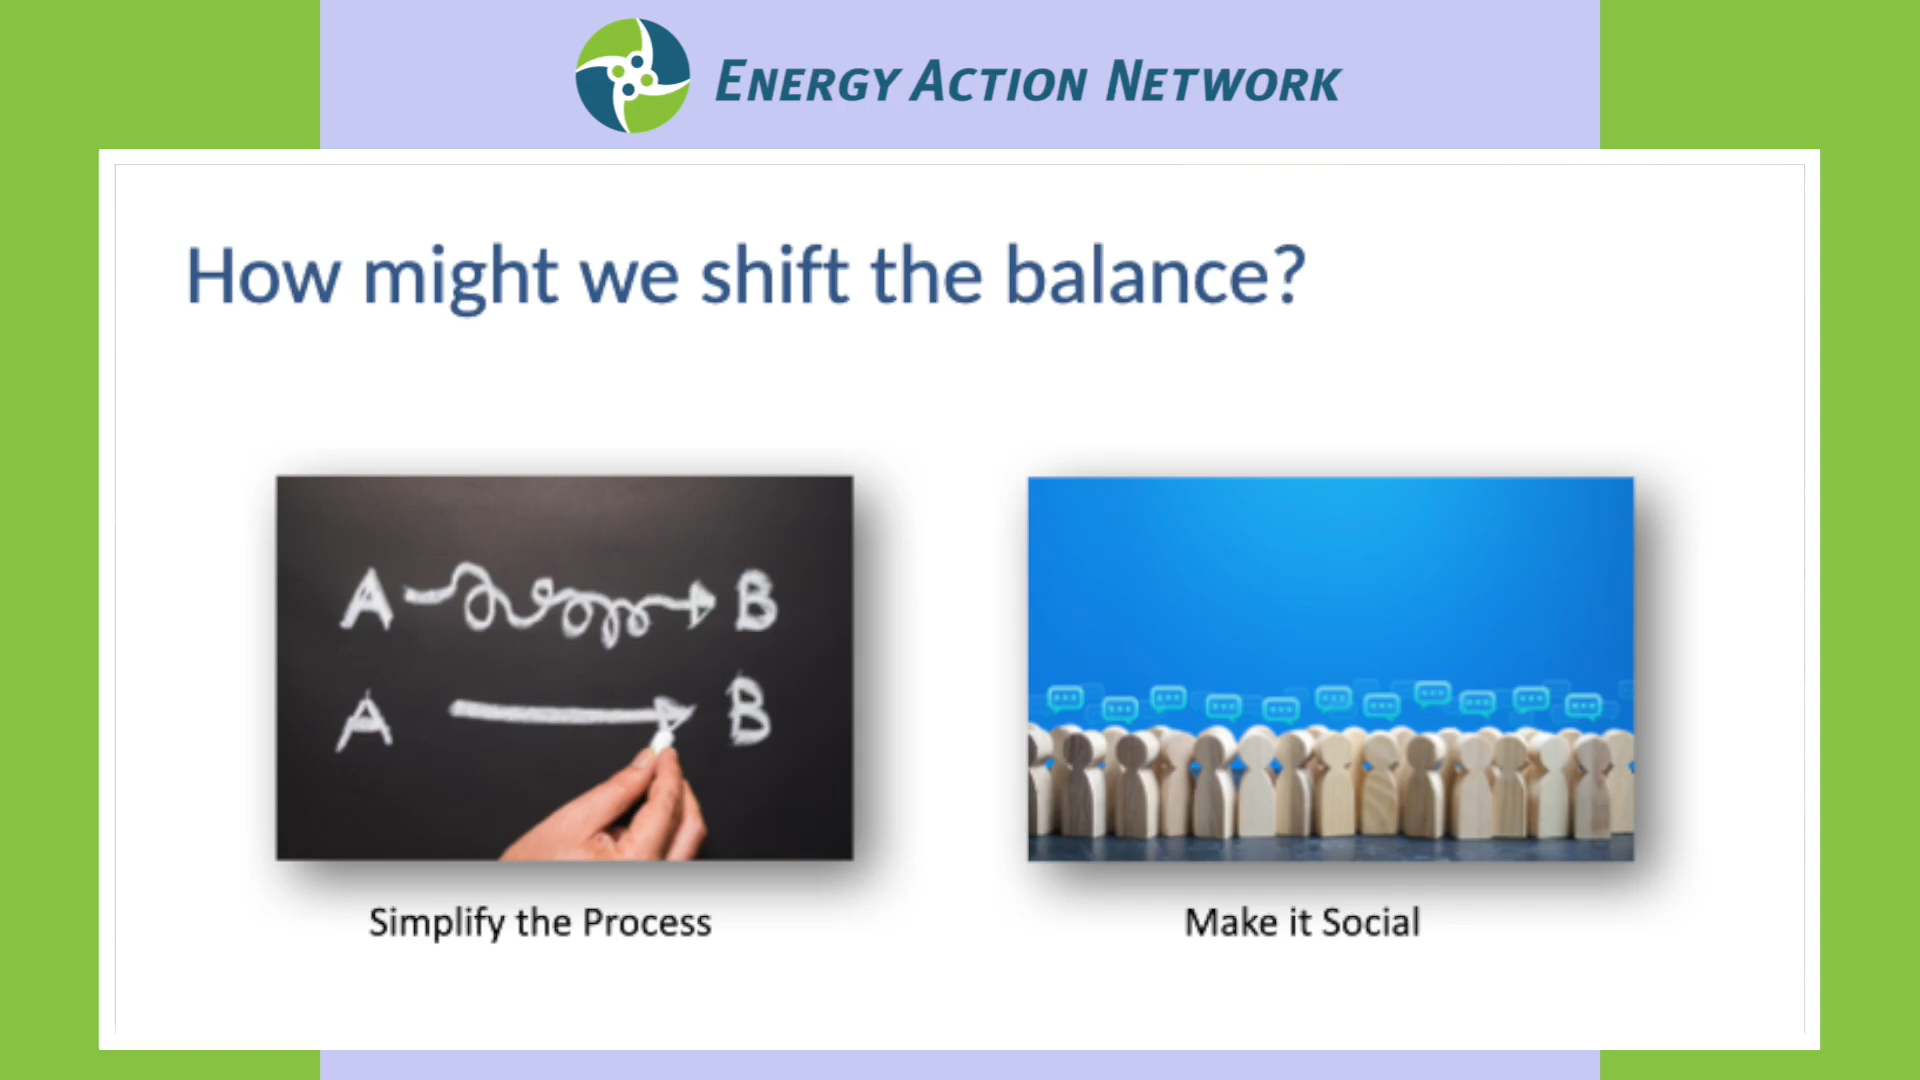 ENERGY ACTION NETWORK
How might we shift the balance?
A B
A B
Simplify the Process
Make it Social